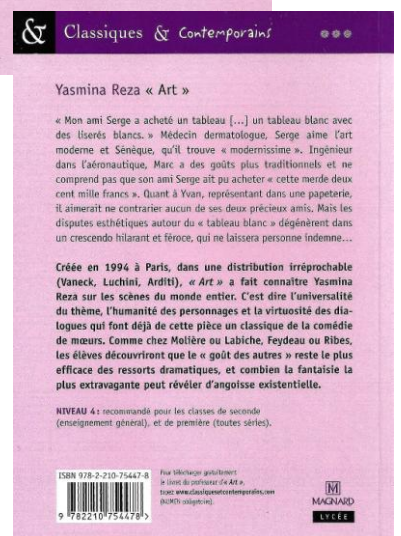 & Classiques & Contemporains
Yasmina Reza « Art »
« Mon ami Serge a acheté un tableau [...] un tableau blanc avec
des liserés blancs. » Médecin dermatologue, Serge aime l'art
moderne et Sénèque, qu'il trouve « modernissime ». Ingénieur
dans l'aéronautique, Marc a des goûts plus traditionnels et ne
comprend pas que son ami Serge ait pu acheter « cette merde deux
cent mille francs ». Quant à Yvan, représentant dans une papeterie,
il aimerait ne contrarier aucun de ses deux précieux amis. Mais les
disputes esthétiques autour du « tableau blanc » dégénèrent dans
un crescendo hilarant et féroce, qui ne laissera personne indemne...
Créée en 1994 à Paris, dans une distribution irréprochable
(Vaneck, Luchini, Arditi), « Art » a fait connaître Yasmina
Reza sur les scènes du monde entier. C'est dire l'universalité
du thème, l'humanité des personnages et la virtuosité des dia-
logues qui font déjà de cette pièce un classique de la comédie
de mœurs. Comme chez Molière ou Labiche, Feydeau ou Ribes,
les élèves découvriront que le « goût des autres » reste le plus
efficace des ressorts dramatiques, et combien la fantaisie la
plus extravagante peut révéler d'angoisse existentielle.
NIVEAU 4 : recommandé pour les classes de seconde
(enseignement général), et de première (toutes séries).
ISBN 978-2-210-75447-8
9 782210 754478 >
Pour télécharger gratuitement
le livret du professeur d'« Art »,
tapez www.classiquesetcontemporains.com
(NUMEN obligatoire).
M
MAGNARD
LYCÉE